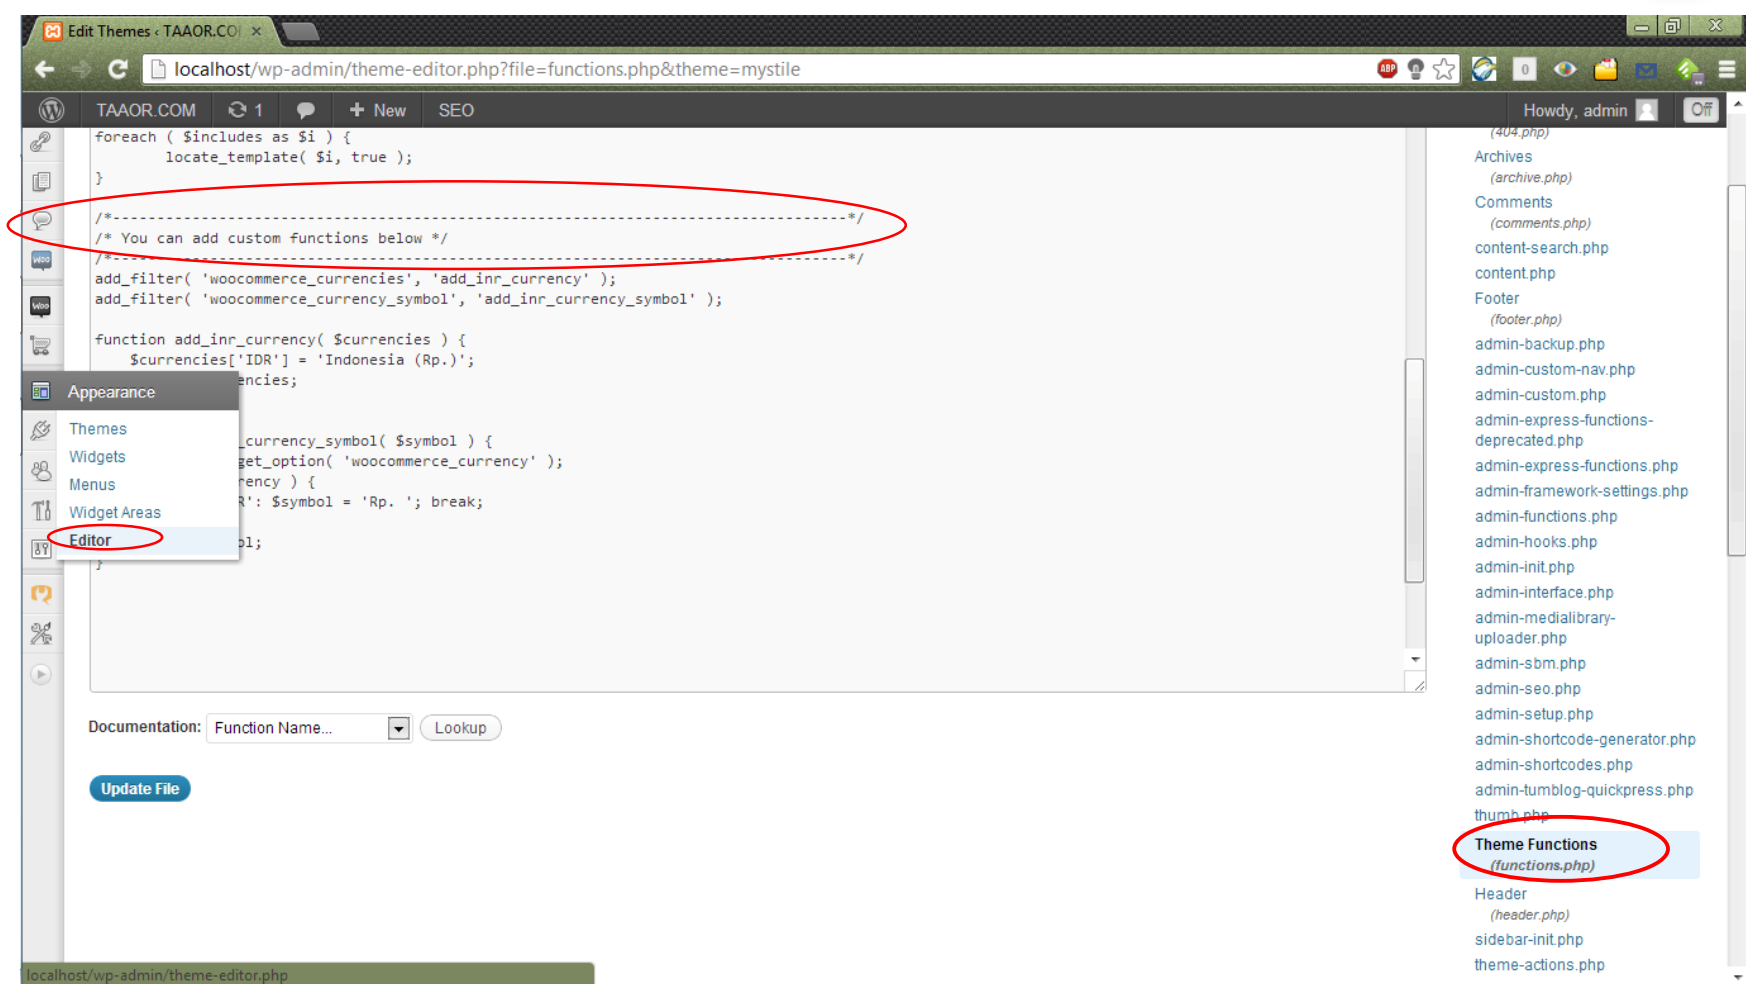 Edit Themes ‹ TAAOR.CO
localhost/wp-admin/theme-editor.php?file=functions.php&theme=mystile
ABP
0
TAAOR.COM 1 + New SEO
Howdy, admin Off
foreach ( $includes as $i ) {
locate_template( $i, true );
}
/*-----------------------------------------------------------------------------------*/
/* You can add custom functions below */
/*-----------------------------------------------------------------------------------*/
add_filter( 'woocommerce_currencies', 'add_inr_currency' );
add_filter( 'woocommerce_currency_symbol', 'add_inr_currency_symbol' );
function add_inr_currency( $currencies ) {
$currencies['IDR'] = 'Indonesia (Rp.)';
encies;
_currency_symbol( $symbol ) {
get_option( 'woocommerce_currency' );
rency ) {
R': $symbol = 'Rp. '; break;
ol;
}
Woo
Woo
Appearance
Themes
Widgets
Menus
Widget Areas
Editor
Documentation: Function Name... Lookup
Update File
(404.php)
Archives
(archive.php)
Comments
(comments.php)
content-search.php
content.php
Footer
(footer.php)
admin-backup.php
admin-custom-nav.php
admin-custom.php
admin-express-functions-
deprecated.php
admin-express-functions.php
admin-framework-settings.php
admin-functions.php
admin-hooks.php
admin-init.php
admin-interface.php
admin-medialibrary-
uploader.php
admin-sbm.php
admin-seo.php
admin-setup.php
admin-shortcode-generator.php
admin-shortcodes.php
admin-tumblog-quickpress.php
thumb.php
Theme Functions
(functions.php)
Header
(header.php)
sidebar-init.php
theme-actions.php
localhost/wp-admin/theme-editor.php